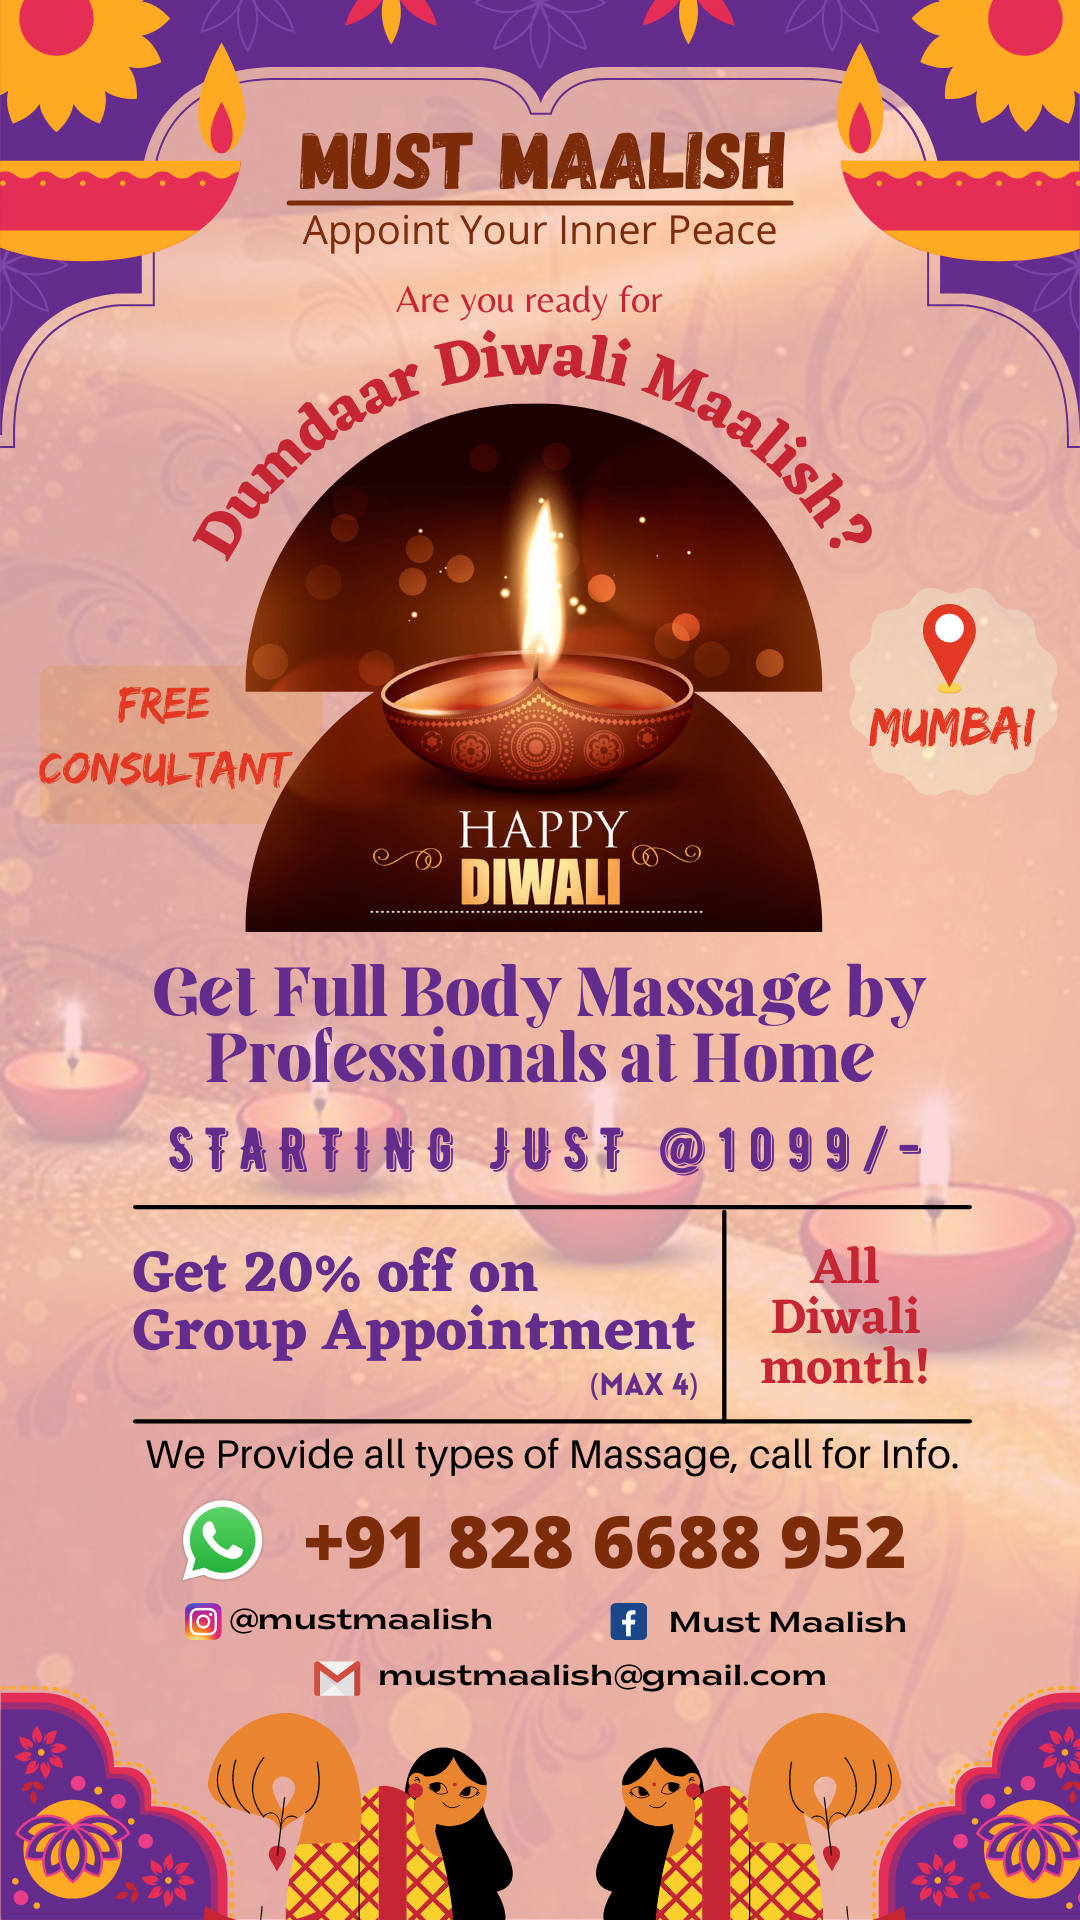 MUST MAALISH
Appoint Your Inner Peace
Are you ready for
Dumdaar Diwali Maalish?
FREE
CONSULTANT
MUMBAI
HAPPY
DIWALI
Get Full Body Massage by
Professionals at Home
STARTING JUST @1099/-
Get 20% off on
Group Appointment
(MAX 4)
All
Diwali
month!
We Provide all types of Massage, call for Info.
+91 828 6688 952
@mustmaalish
Must Maalish
mustmaalish@gmail.com